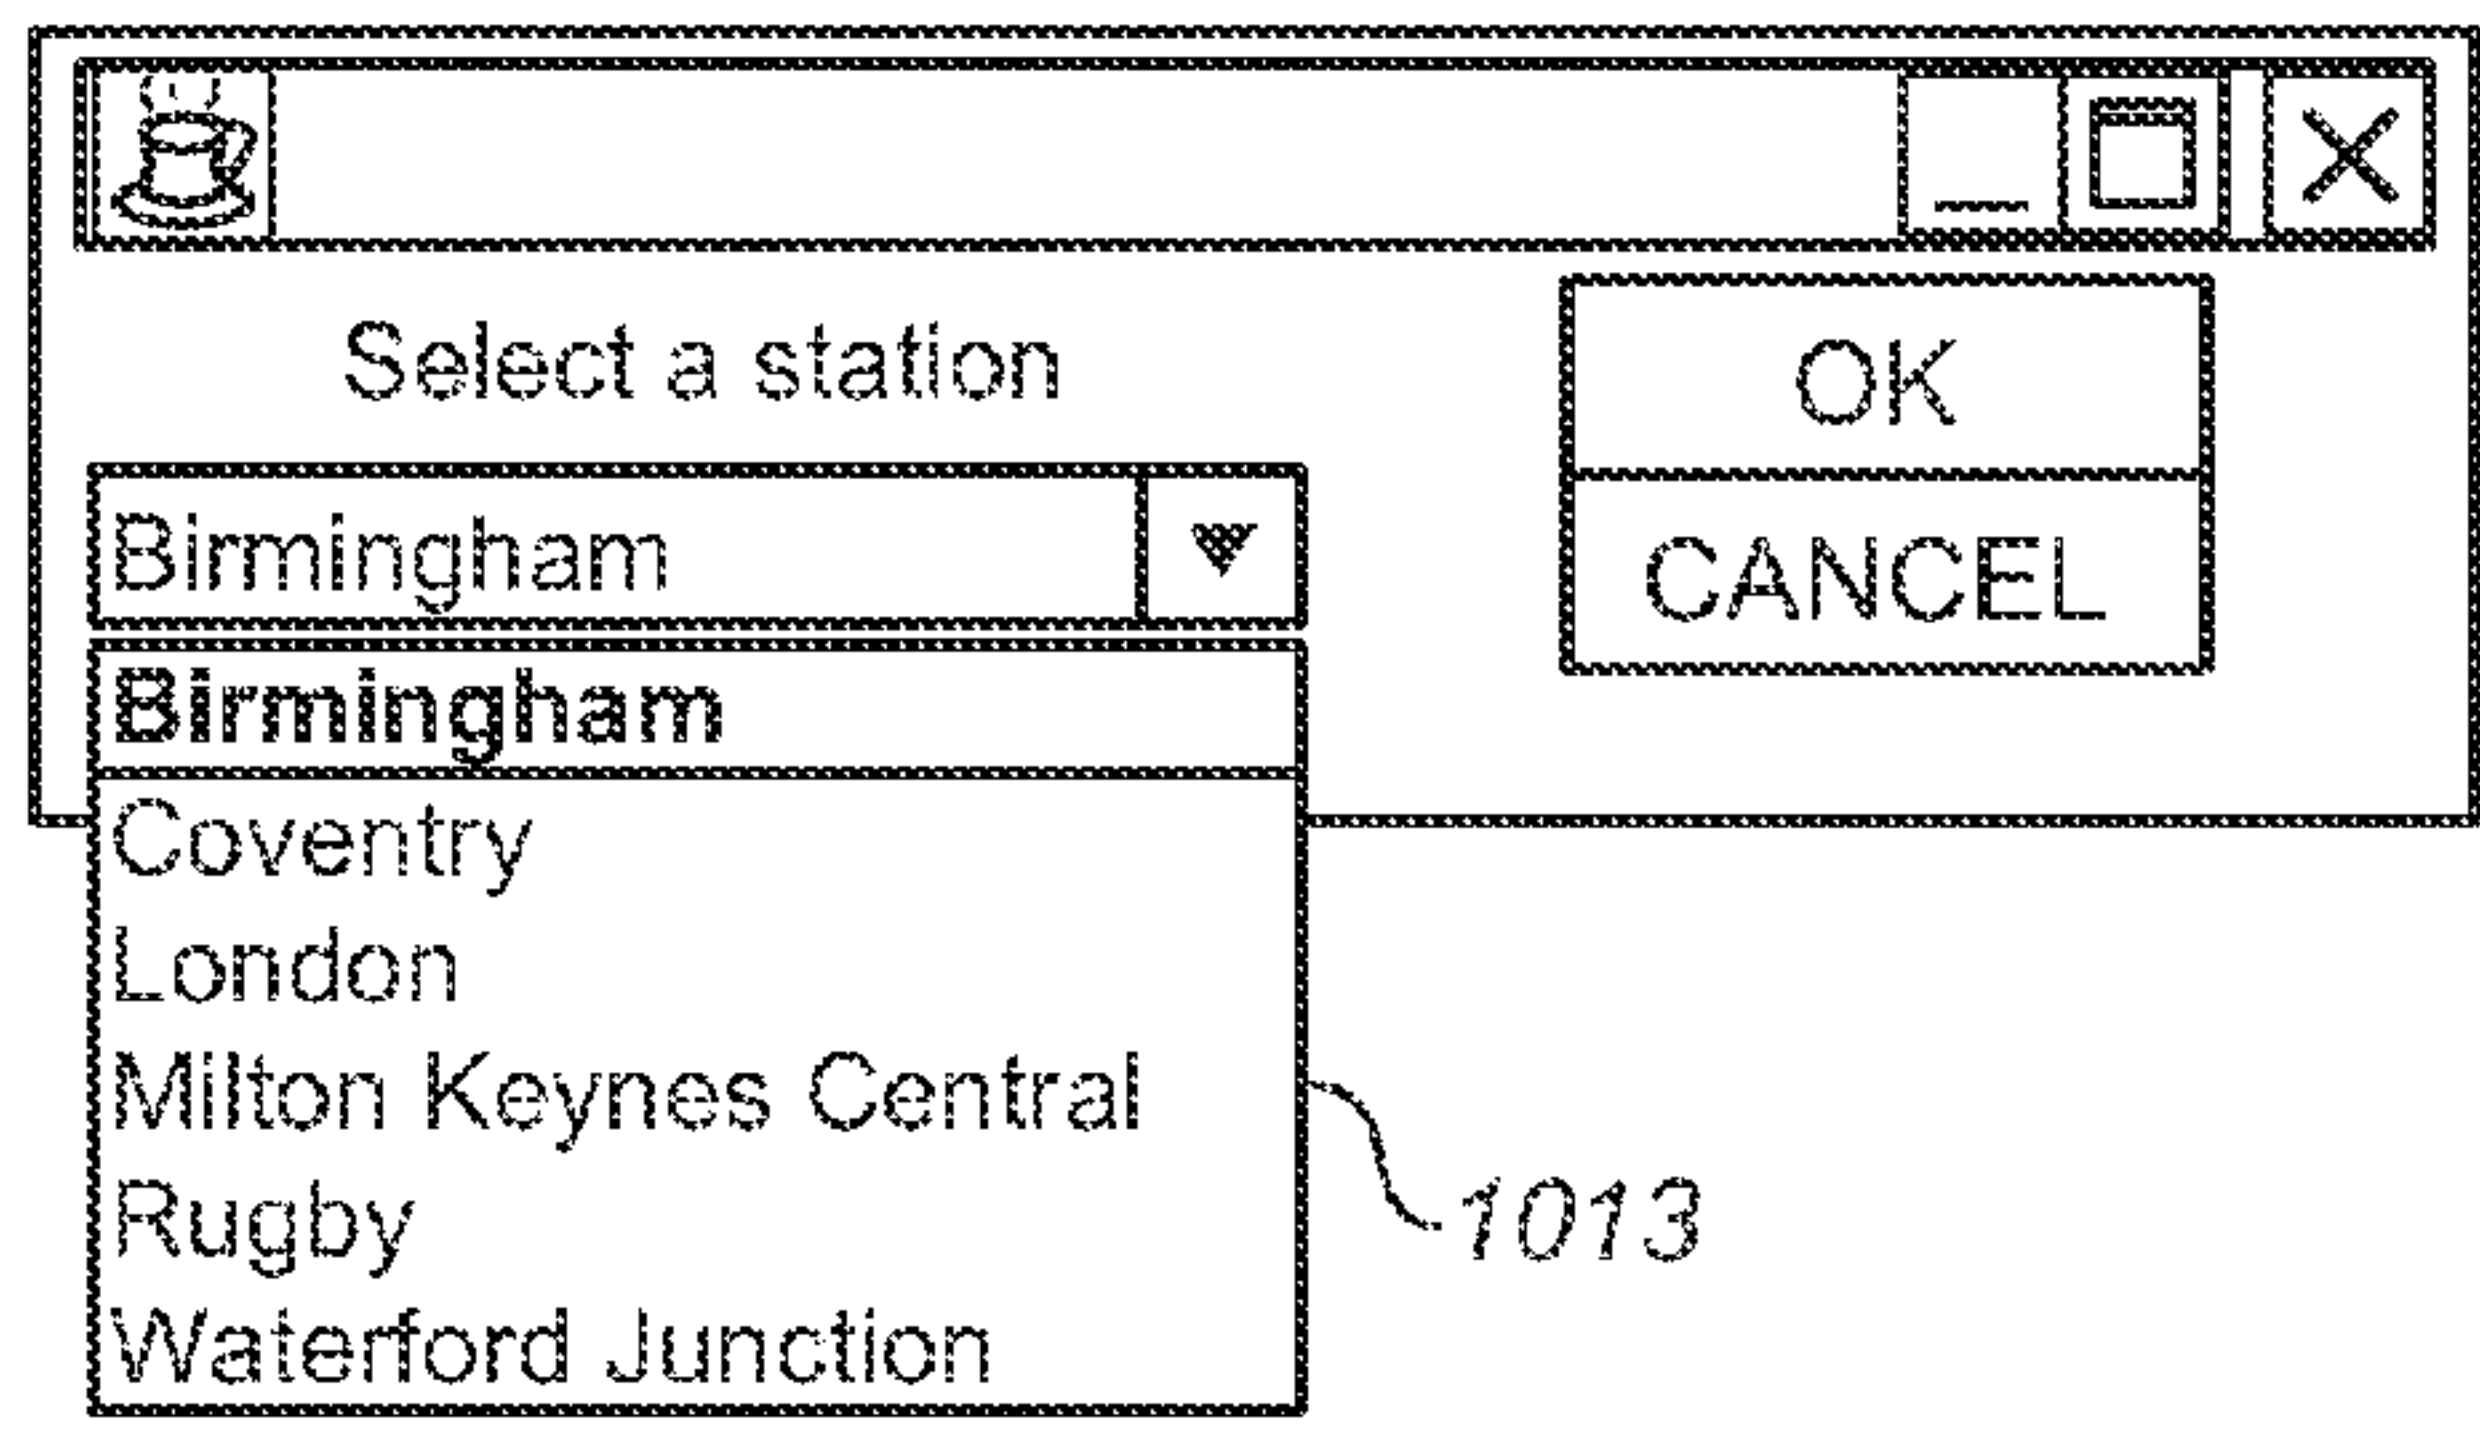 Select a station
OK
Birmingham
CANCEL
Birmingham
Coventry
London
Milton Keynes Central
Rugby
Waterford Junction
1013